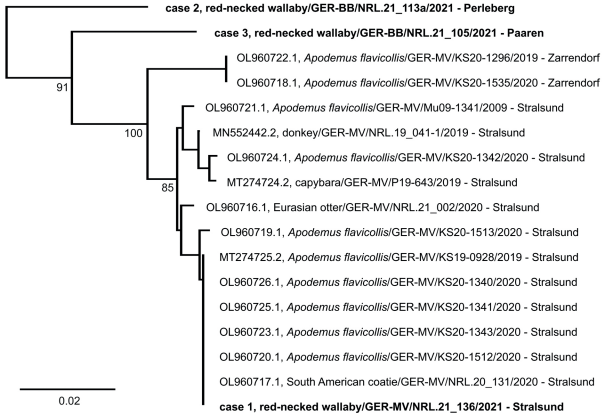 case 2, red-necked wallaby/GER-BB/NRL.21_113a/2021 - Perleberg
case 3, red-necked wallaby/GER-BB/NRL.21_105/2021 - Paaren
OL960722.1, Apodemus flavicollis/GER-MV/KS20-1296/2019 - Zarrendorf
91
OL960718.1, Apodemus flavicollis/GER-MV/KS20-1535/2020 - Zarrendorf
OL960721.1, Apodemus flavicollis/GER-MV/Mu09-1341/2009 - Stralsund
100
MN552442.2, donkey/GER-MV/NRL.19_041-1/2019 - Stralsund
OL960724.1, Apodemus flavicollis/GER-MV/KS20-1342/2020 - Stralsund
MT274724.2, capybara/GER-MV/P19-643/2019 - Stralsund
85
OL960716.1, Eurasian otter/GER-MV/NRL.21_002/2020 - Stralsund
OL960719.1, Apodemus flavicollis/GER-MV/KS20-1513/2020 - Stralsund
MT274725.2, Apodemus flavicollis/GER-MV/KS19-0928/2019 - Stralsund
OL960726.1, Apodemus flavicollis/GER-MV/KS20-1340/2020 - Stralsund
OL960725.1, Apodemus flavicollis/GER-MV/KS20-1341/2020 - Stralsund
OL960723.1, Apodemus flavicollis/GER-MV/KS20-1343/2020 - Stralsund
OL960720.1, Apodemus flavicollis/GER-MV/KS20-1512/2020 - Stralsund
OL960717.1, South American coatie/GER-MV/NRL.20_131/2020 - Stralsund
0.02
case 1, red-necked wallaby/GER-MV/NRL.21_136/2021 - Stralsund